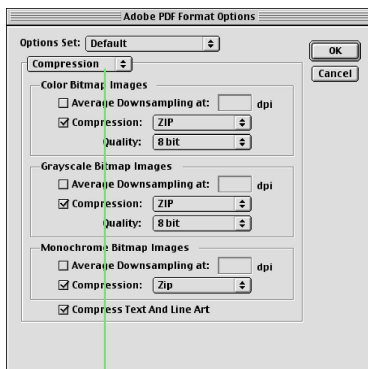 Adobe PDF Format Options
Options Set: Default
OK
Compression
Cancel
Color Bitmap Images
Average Downsampling at: dpi
Compression: ZIP
Quality: 8 bit
Grayscale Bitmap Images
Average Downsampling at: dpi
Compression: ZIP
Quality: 8 bit
Monochrome Bitmap Images
Average Downsampling at: dpi
Compression: Zip
Compress Text And Line Art